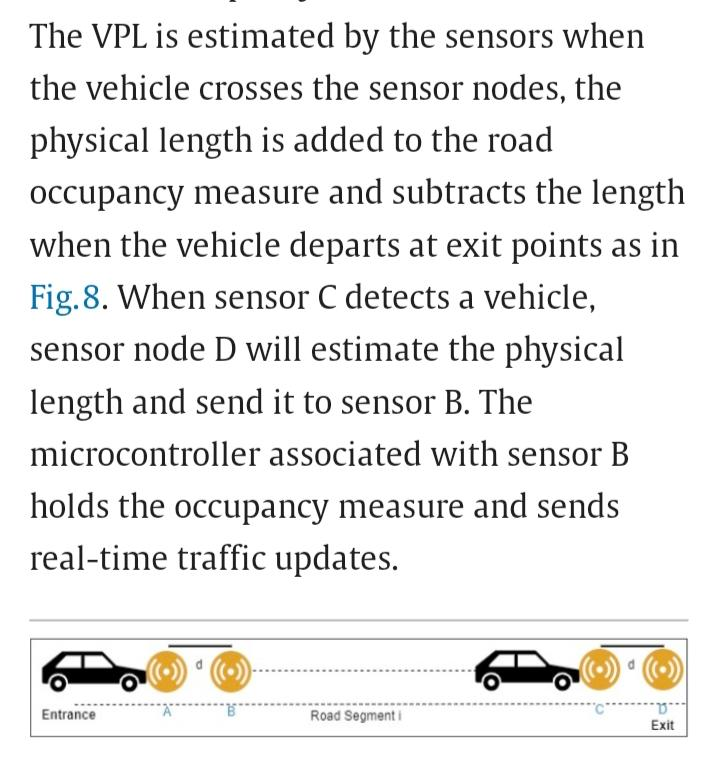 The VPL is estimated by the sensors when
the vehicle crosses the sensor nodes, the
physical length is added to the road
occupancy measure and subtracts the length
when the vehicle departs at exit points as in
Fig. 8. When sensor C detects a vehicle,
sensor node D will estimate the physical
length and send it to sensor B. The
microcontroller associated with sensor B
holds the occupancy measure and sends
real-time traffic updates.
d d
Entrance A B Road Segment i C D
Exit